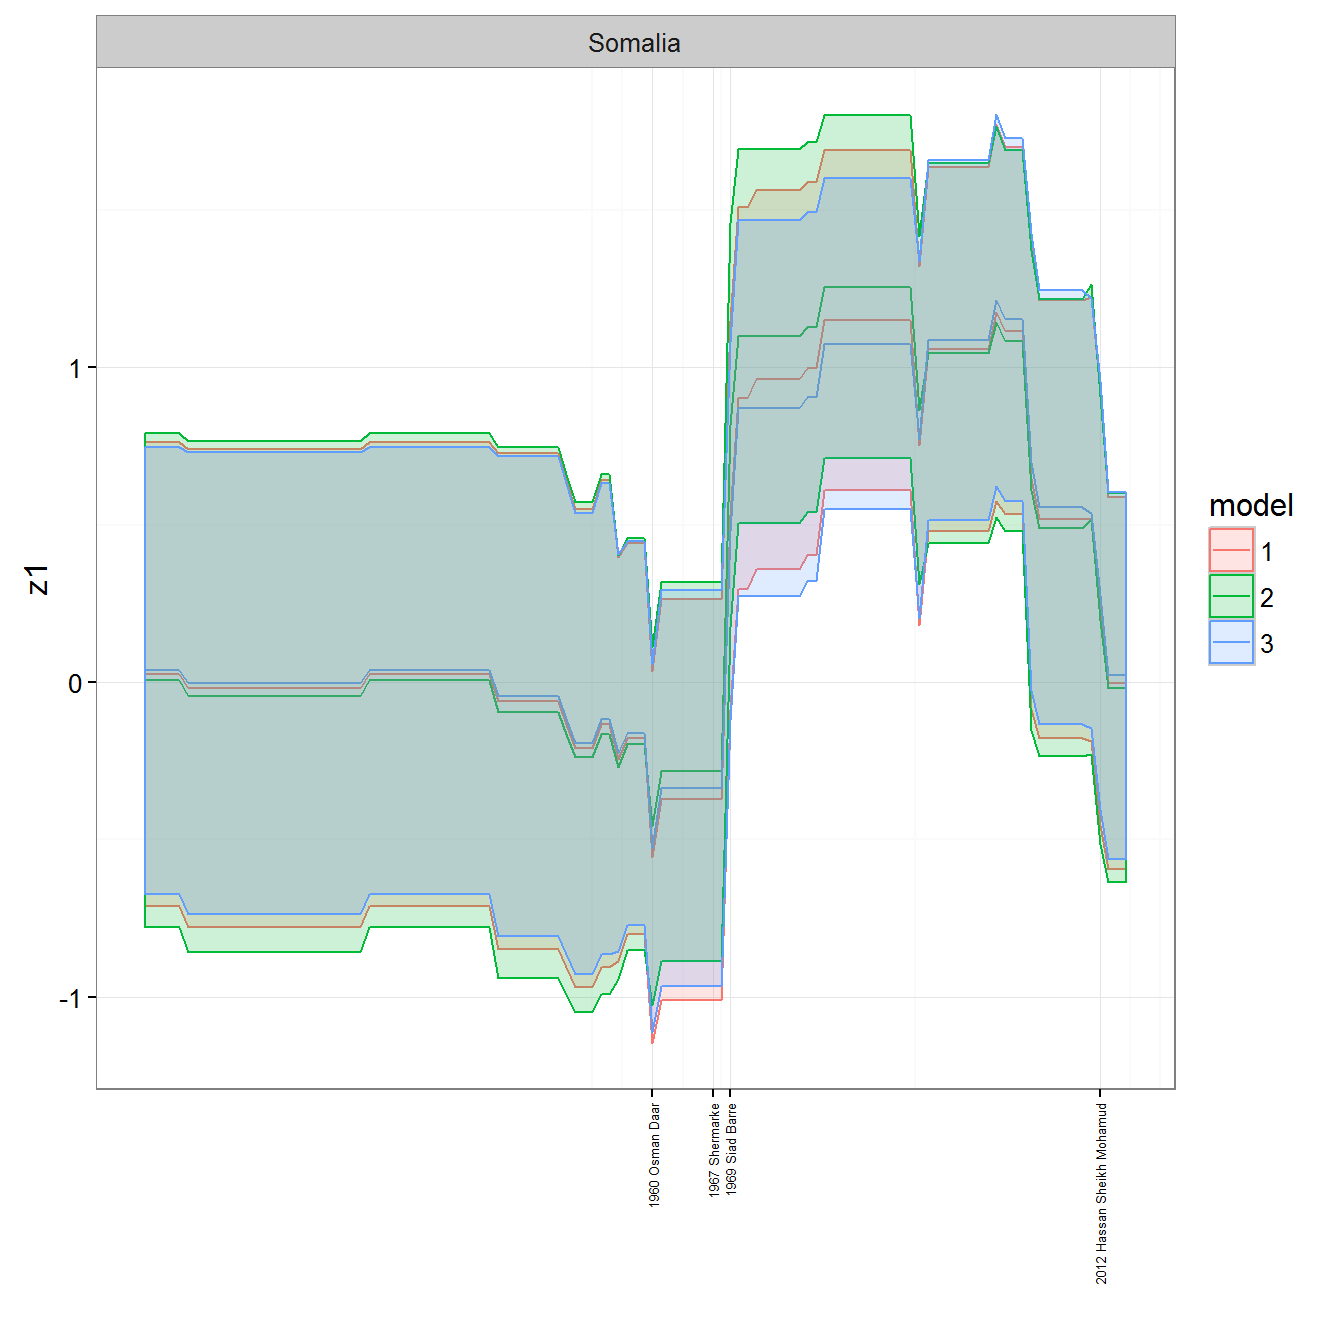 Somalia
z1
1
0
-1
model
1
2
3
1960 Osman Daar
1967 Shermarke
1969 Siad Barre
2012 Hassan Sheikh Mohamud